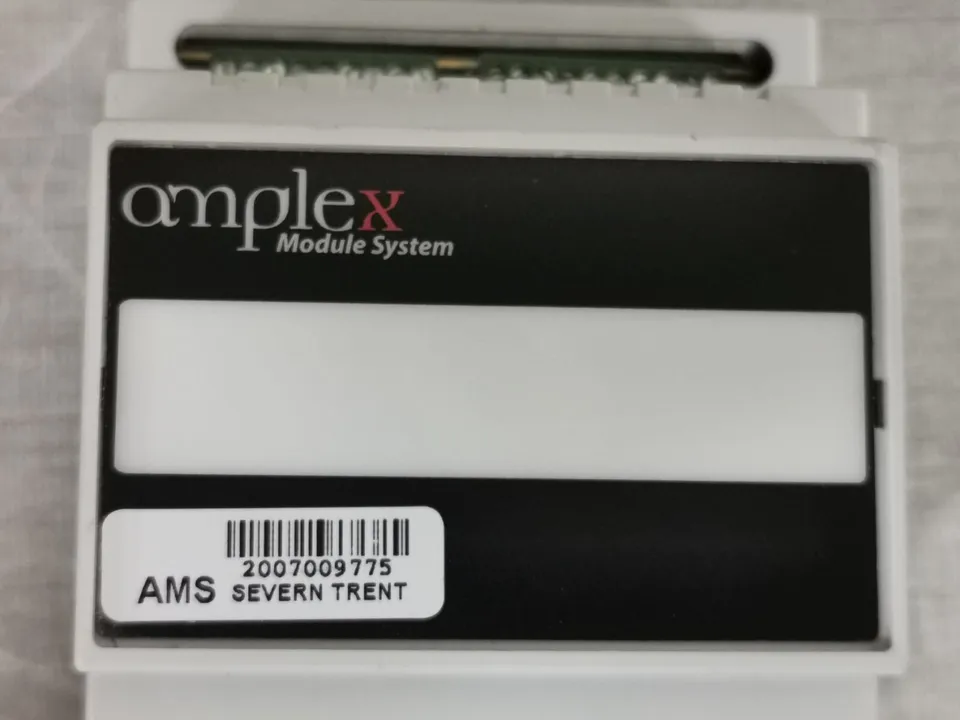 amplex
Module System
2007009775
AMS SEVERN TRENT